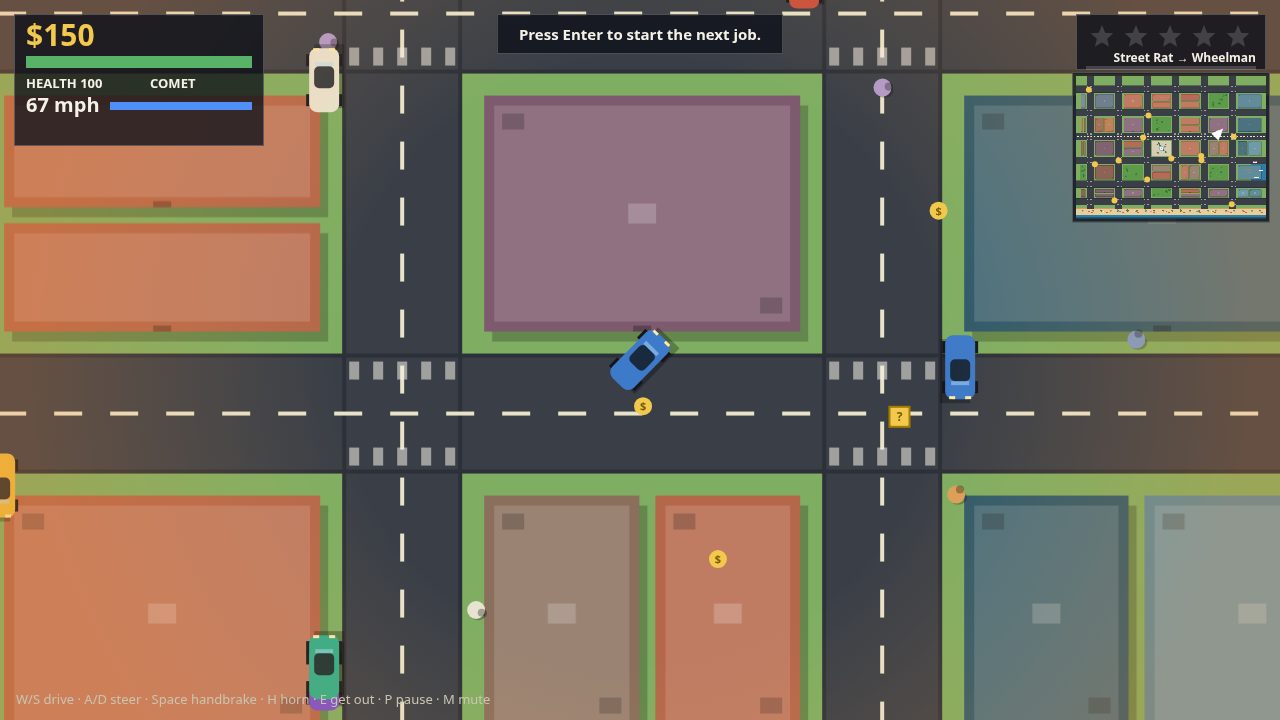 $150
HEALTH 100 COMET
67 mph
Press Enter to start the next job.
Street Rat → Wheelman
$
$
?
$
W/S drive · A/D steer · Space handbrake · H horn · E get out · P pause · M mute